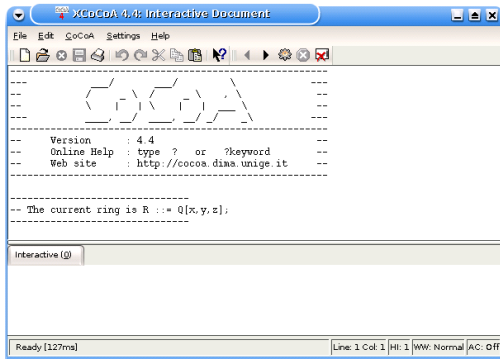 XCoCoA 4.4: Interactive Document
File Edit CoCoA Settings Help
-- Version : 4.4 --
-- Online Help : type ? or ?keyword --
-- Web site : http://cocoa.dima.unige.it --
-- The current ring is R ::= Q[x,y,z];
Interactive (0)
Ready [127ms] Line: 1 Col: 1 HI: 1 WW: Normal AC: Off